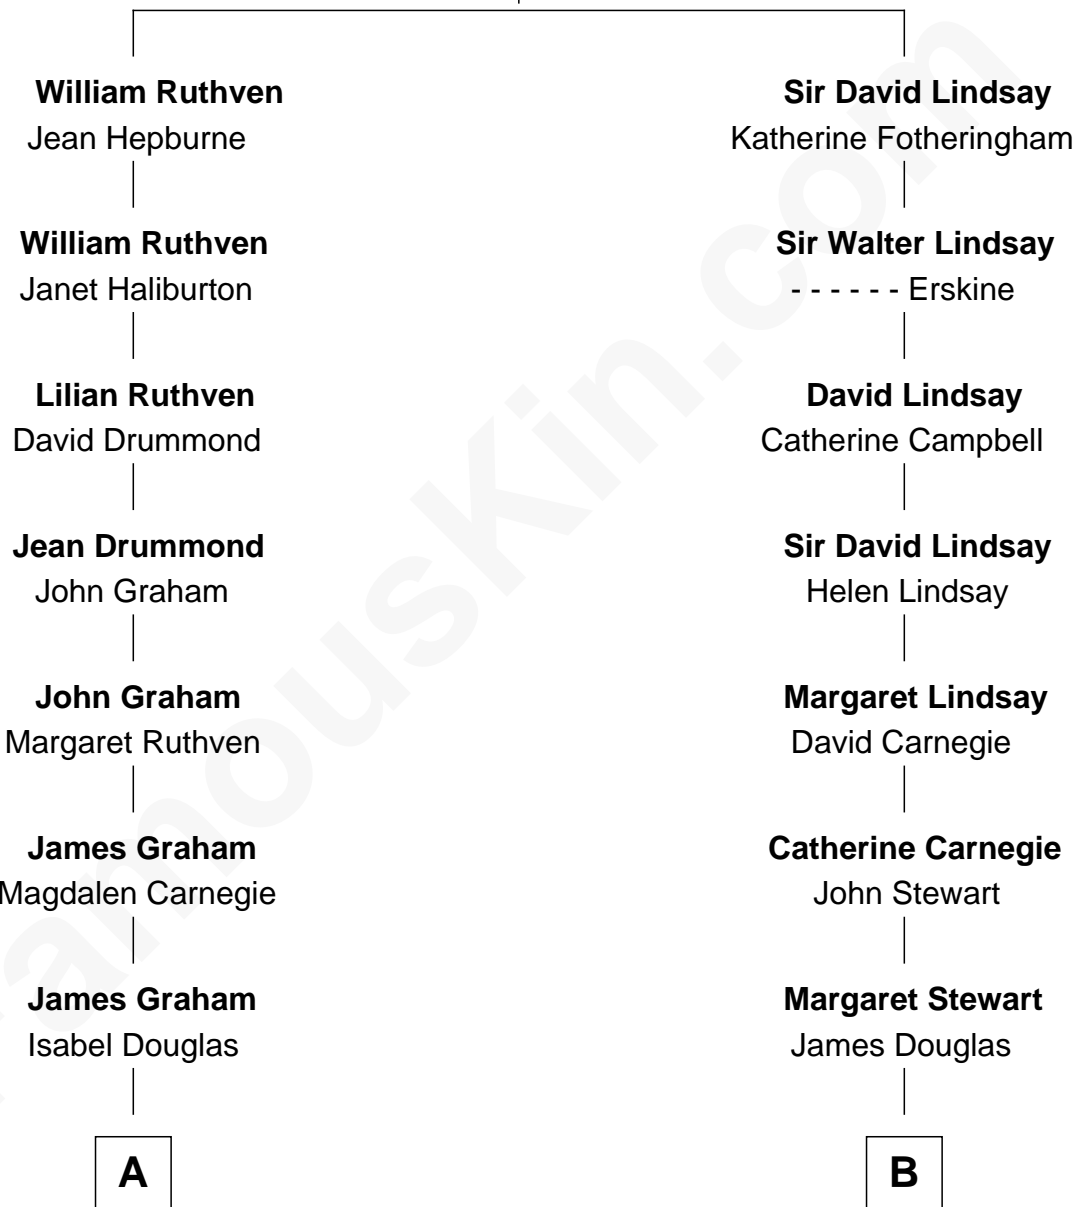 William Ruthven
Jean Hepburne
William Ruthven
Janet Haliburton
Lilian Ruthven
David Drummond
Jean Drummond
John Graham
John Graham
Margaret Ruthven
James Graham
Magdalen Carnegie
James Graham
Isabel Douglas
A
Sir David Lindsay
Katherine Fotheringham
Sir Walter Lindsay
- - - - - - Erskine
David Lindsay
Catherine Campbell
Sir David Lindsay
Helen Lindsay
Margaret Lindsay
David Carnegie
Catherine Carnegie
John Stewart
Margaret Stewart
James Douglas
B
FamousKin.com